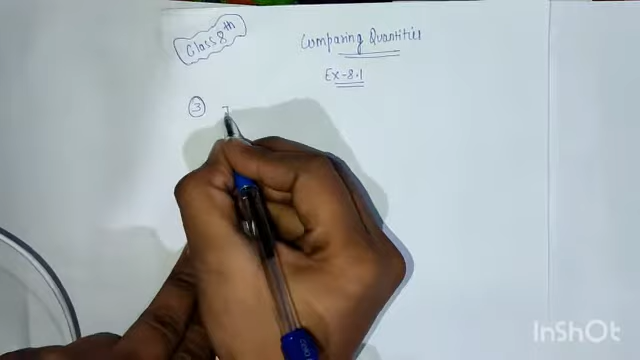 Class 8th
Comparing Quantities
Ex-8.1
3
InShOt